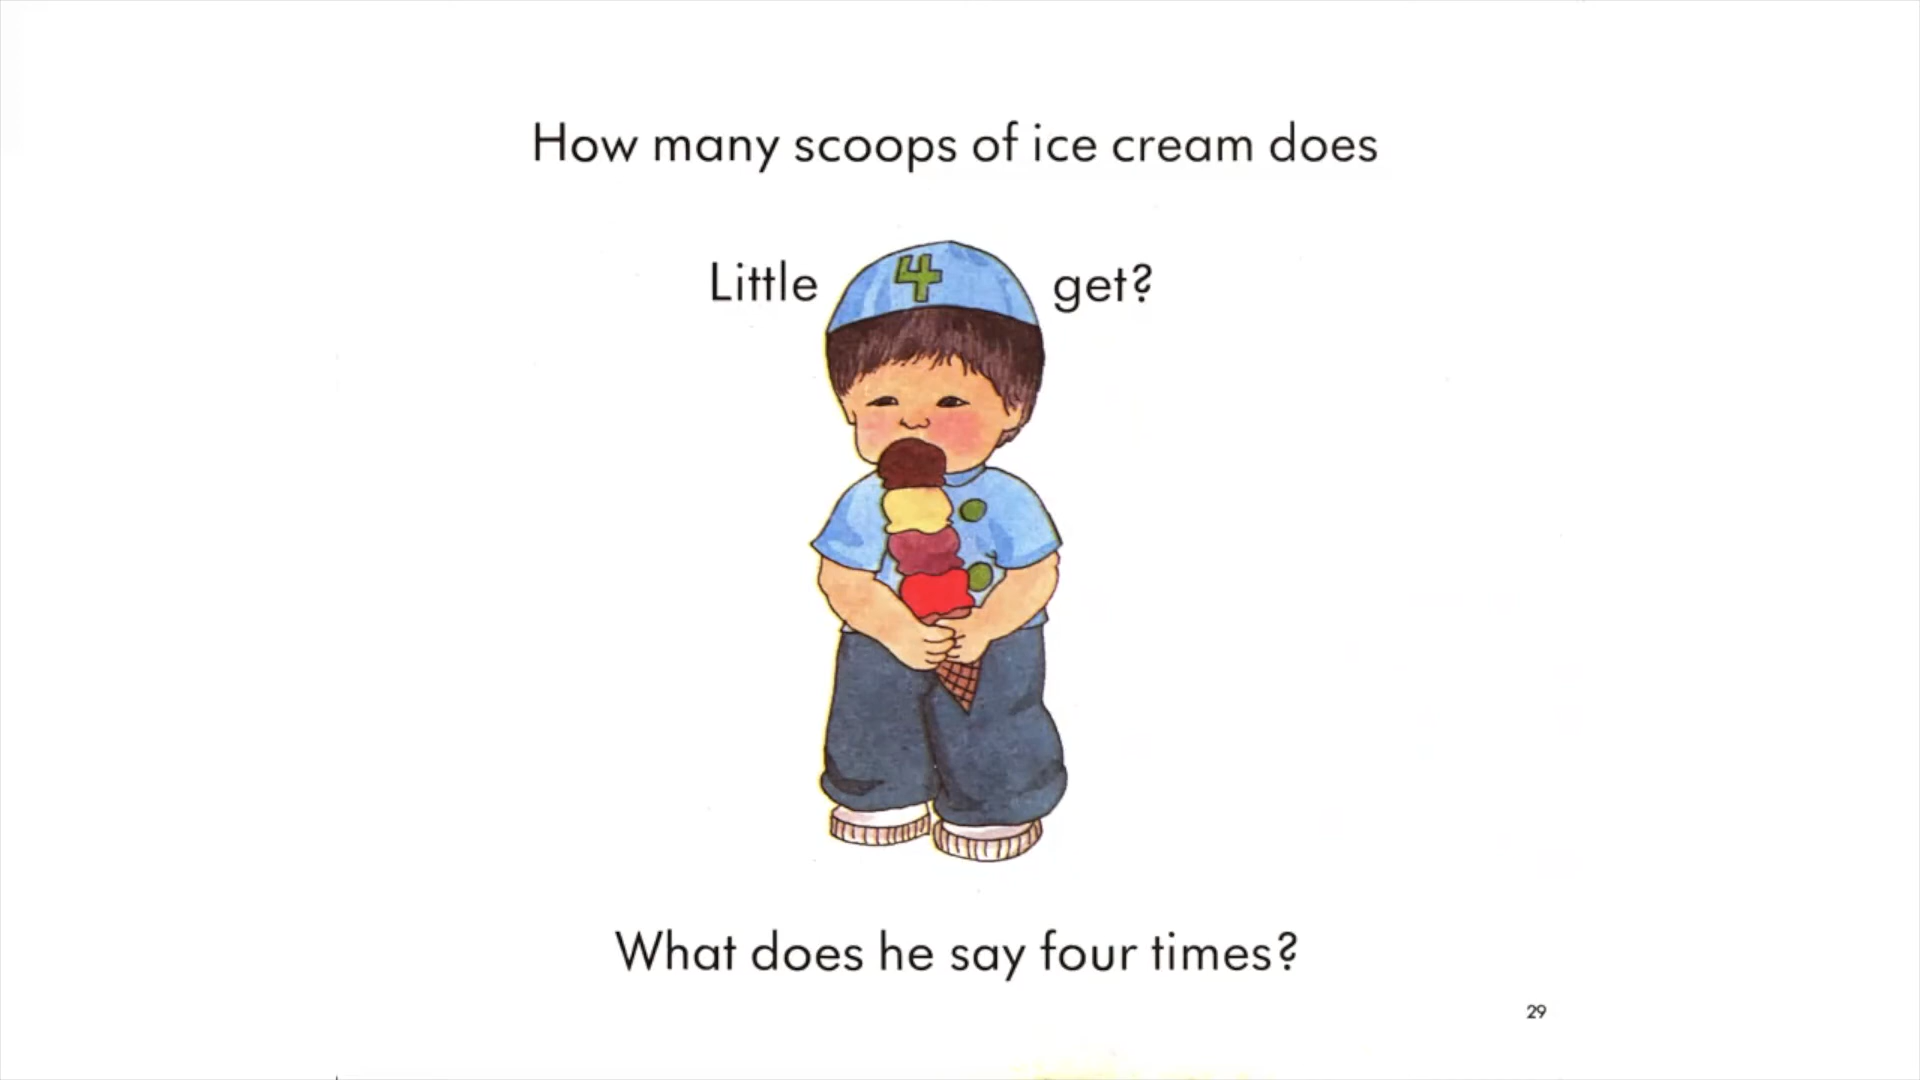 How many scoops of ice cream does
Little 4 get?
What does he say four times?
29